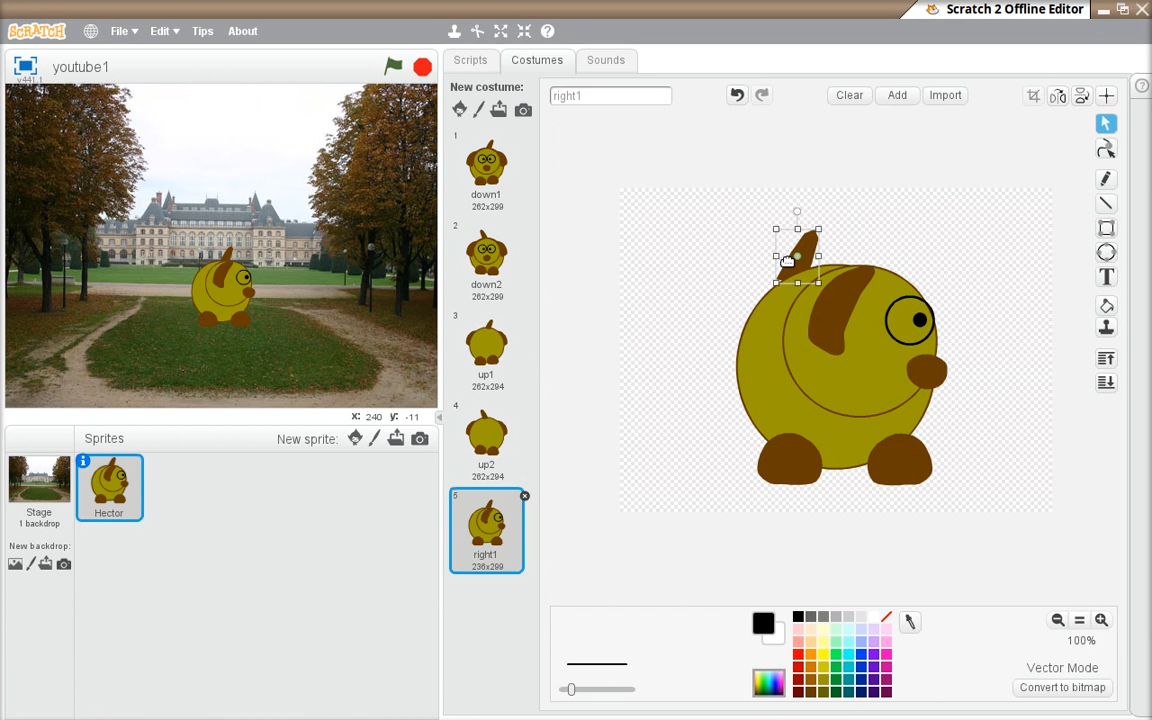 Scratch 2 Offline Editor
SCRATCH
File
Edit
Tips
About
youtube1
v441.1
Scripts
Costumes
Sounds
New costume:
right1
Clear
Add
Import
1
down1
262x299
2
down2
262x299
3
up1
262x294
4
up2
262x294
5
right1
236x299
x: 240 y: -11
Sprites
New sprite:
Stage
1 backdrop
New backdrop:
Hector
100%
Vector Mode
Convert to bitmap